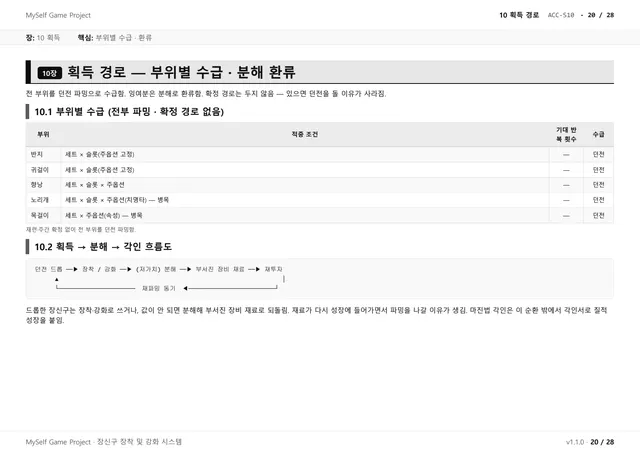 MySelf Game Project
10 획득 경로 ACC-S10 · 20 / 28
장: 10 획득 핵심: 부위별 수급 · 환류
10장 획득 경로 — 부위별 수급 · 분해 환류
전 부위를 던전 파밍으로 수급함. 잉여분은 분해로 환류함. 확정 경로는 두지 않음 — 있으면 던전을 돌 이유가 사라짐.
10.1 부위별 수급 (전부 파밍 · 확정 경로 없음)
부위 적중 조건 기대 반복 횟수 수급
반지 세트 × 슬롯(주옵션 고정) — 던전
귀걸이 세트 × 슬롯(주옵션 고정) — 던전
향낭 세트 × 슬롯 × 주옵션 — 던전
노리개 세트 × 슬롯 × 주옵션(치명타) — 병목 — 던전
목걸이 세트 × 주옵션(속성) — 병목 — 던전
재련·주간 확정 없이 전 부위를 던전 파밍함.
10.2 획득 → 분해 → 각인 흐름도
던전 드롭 → 장착 / 강화 → (저가치) 분해 → 부서진 장비 재료 → 재투자
재파밍 동기
드롭한 장신구는 장착·강화로 쓰거나, 값이 안 되면 분해해 부서진 장비 재료로 되돌림. 재료가 다시 성장에 들어가면서 파밍을 나갈 이유가 생김. 마진법 각인은 이 순환 밖에서 각인서로 질적
성장을 붙임.
MySelf Game Project · 장신구 장착 및 강화 시스템
v1.1.0 · 20 / 28